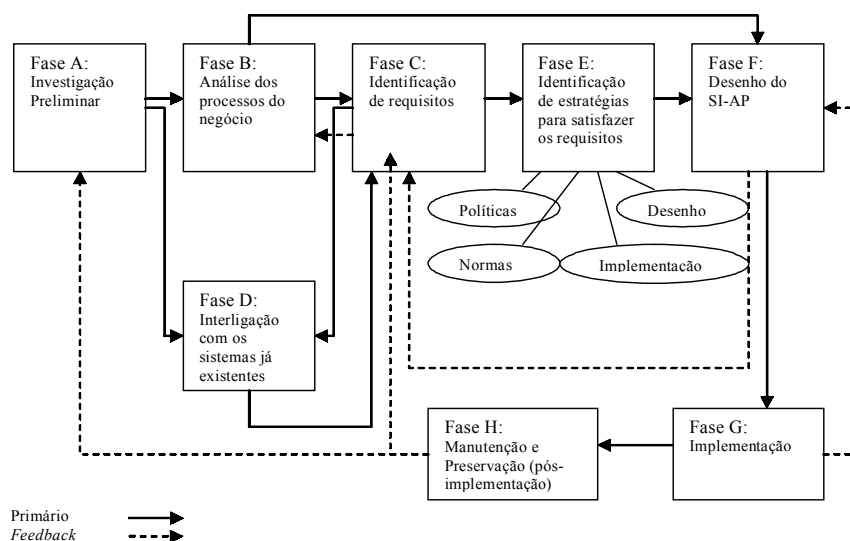 Fase A:
Investigação
Preliminar
Fase B:
Análise dos
processos do
negócio
Fase C:
Identificação
de requisitos
Fase E:
Identificação
de estratégias
para satisfazer
os requisitos
Fase F:
Desenho do
SI-AP
Políticas
Desenho
Normas
Implementação
Fase D:
Interligação
com os
sistemas já
existentes
Fase H:
Manutenção e
Preservação (pós-
implementação)
Fase G:
Implementação
Primário
Feedback